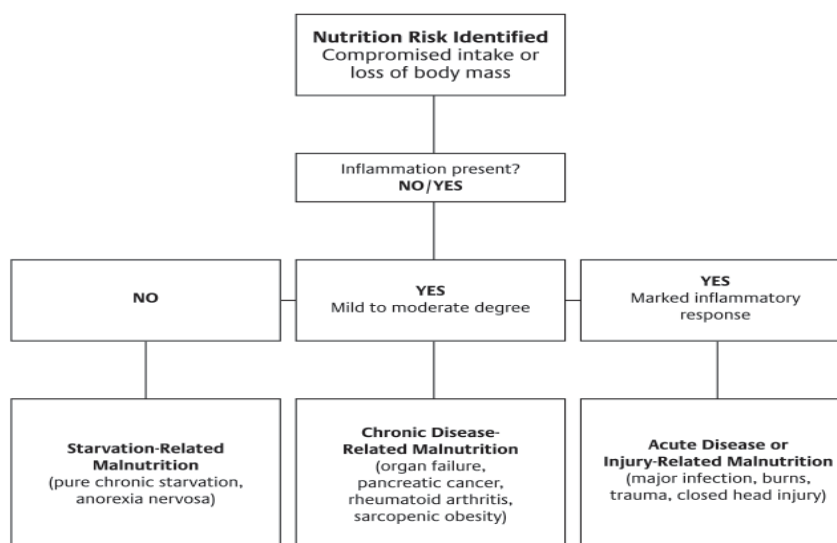 Nutrition Risk Identified
Compromised intake or
loss of body mass
Inflammation present?
NO/YES
NO
YES
Mild to moderate degree
YES
Marked inflammatory
response
Starvation-Related
Malnutrition
(pure chronic starvation,
anorexia nervosa)
Chronic Disease-
Related Malnutrition
(organ failure,
pancreatic cancer,
rheumatoid arthritis,
sarcopenic obesity)
Acute Disease or
Injury-Related Malnutrition
(major infection, burns,
trauma, closed head injury)